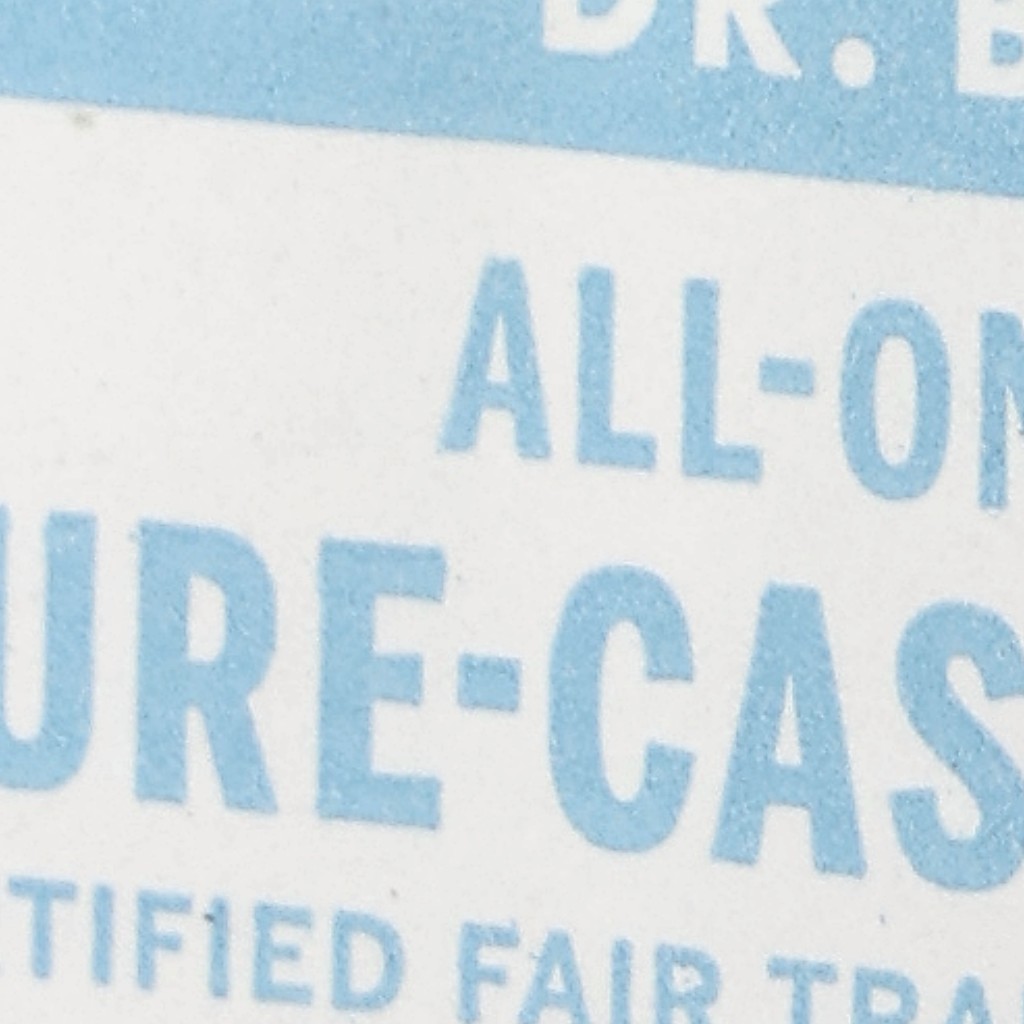 DR. B
ALL-ON
URE-CAS
TIFIED FAIR TRA